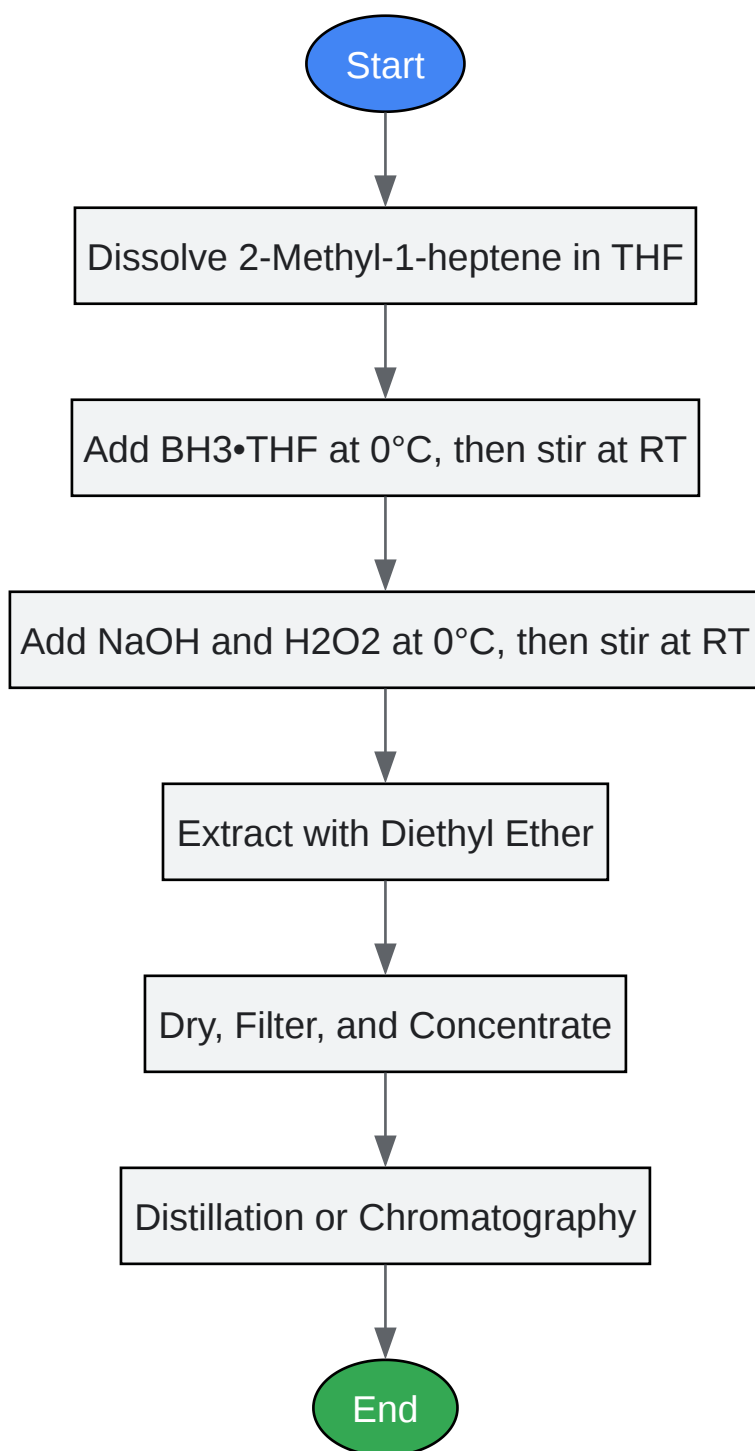 Start
Dissolve 2-Methyl-1-heptene in THF
Add BH3•THF at 0°C, then stir at RT
Add NaOH and H2O2 at 0°C, then stir at RT
Extract with Diethyl Ether
Dry, Filter, and Concentrate
Distillation or Chromatography
End